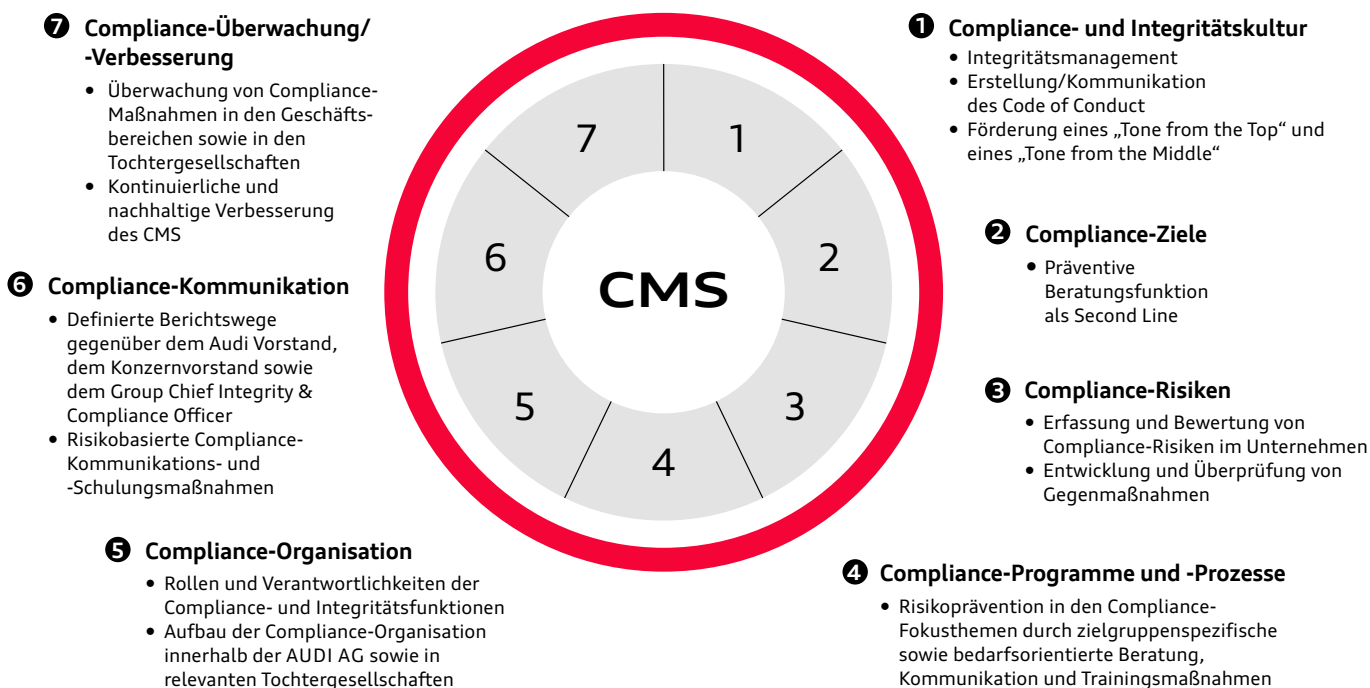 ❶ Compliance- und Integritätskultur
• Integritätsmanagement
• Erstellung/Kommunikation
des Code of Conduct
• Förderung eines „Tone from the Top“ und
eines „Tone from the Middle“
❷ Compliance-Ziele
• Präventive
Beratungsfunktion
als Second Line
❸ Compliance-Risiken
• Erfassung und Bewertung von
Compliance-Risiken im Unternehmen
• Entwicklung und Überprüfung von
Gegenmaßnahmen
❹ Compliance-Programme und -Prozesse
• Risikoprävention in den Compliance-
Fokusthemen durch zielgruppenspezifische
sowie bedarfsorientierte Beratung,
Kommunikation und Trainingsmaßnahmen
❺ Compliance-Organisation
• Rollen und Verantwortlichkeiten der
Compliance- und Integritätsfunktionen
• Aufbau der Compliance-Organisation
innerhalb der AUDI AG sowie in
relevanten Tochtergesellschaften
❻ Compliance-Kommunikation
• Definierte Berichtswege
gegenüber dem Audi Vorstand,
dem Konzernvorstand sowie
dem Group Chief Integrity &
Compliance Officer
• Risikobasierte Compliance-
Kommunikations- und
-Schulungsmaßnahmen
❼ Compliance-Überwachung/
-Verbesserung
• Überwachung von Compliance-
Maßnahmen in den Geschäfts-
bereichen sowie in den
Tochtergesellschaften
• Kontinuierliche und
nachhaltige Verbesserung
des CMS
CMS
1
2
3
4
5
6
7